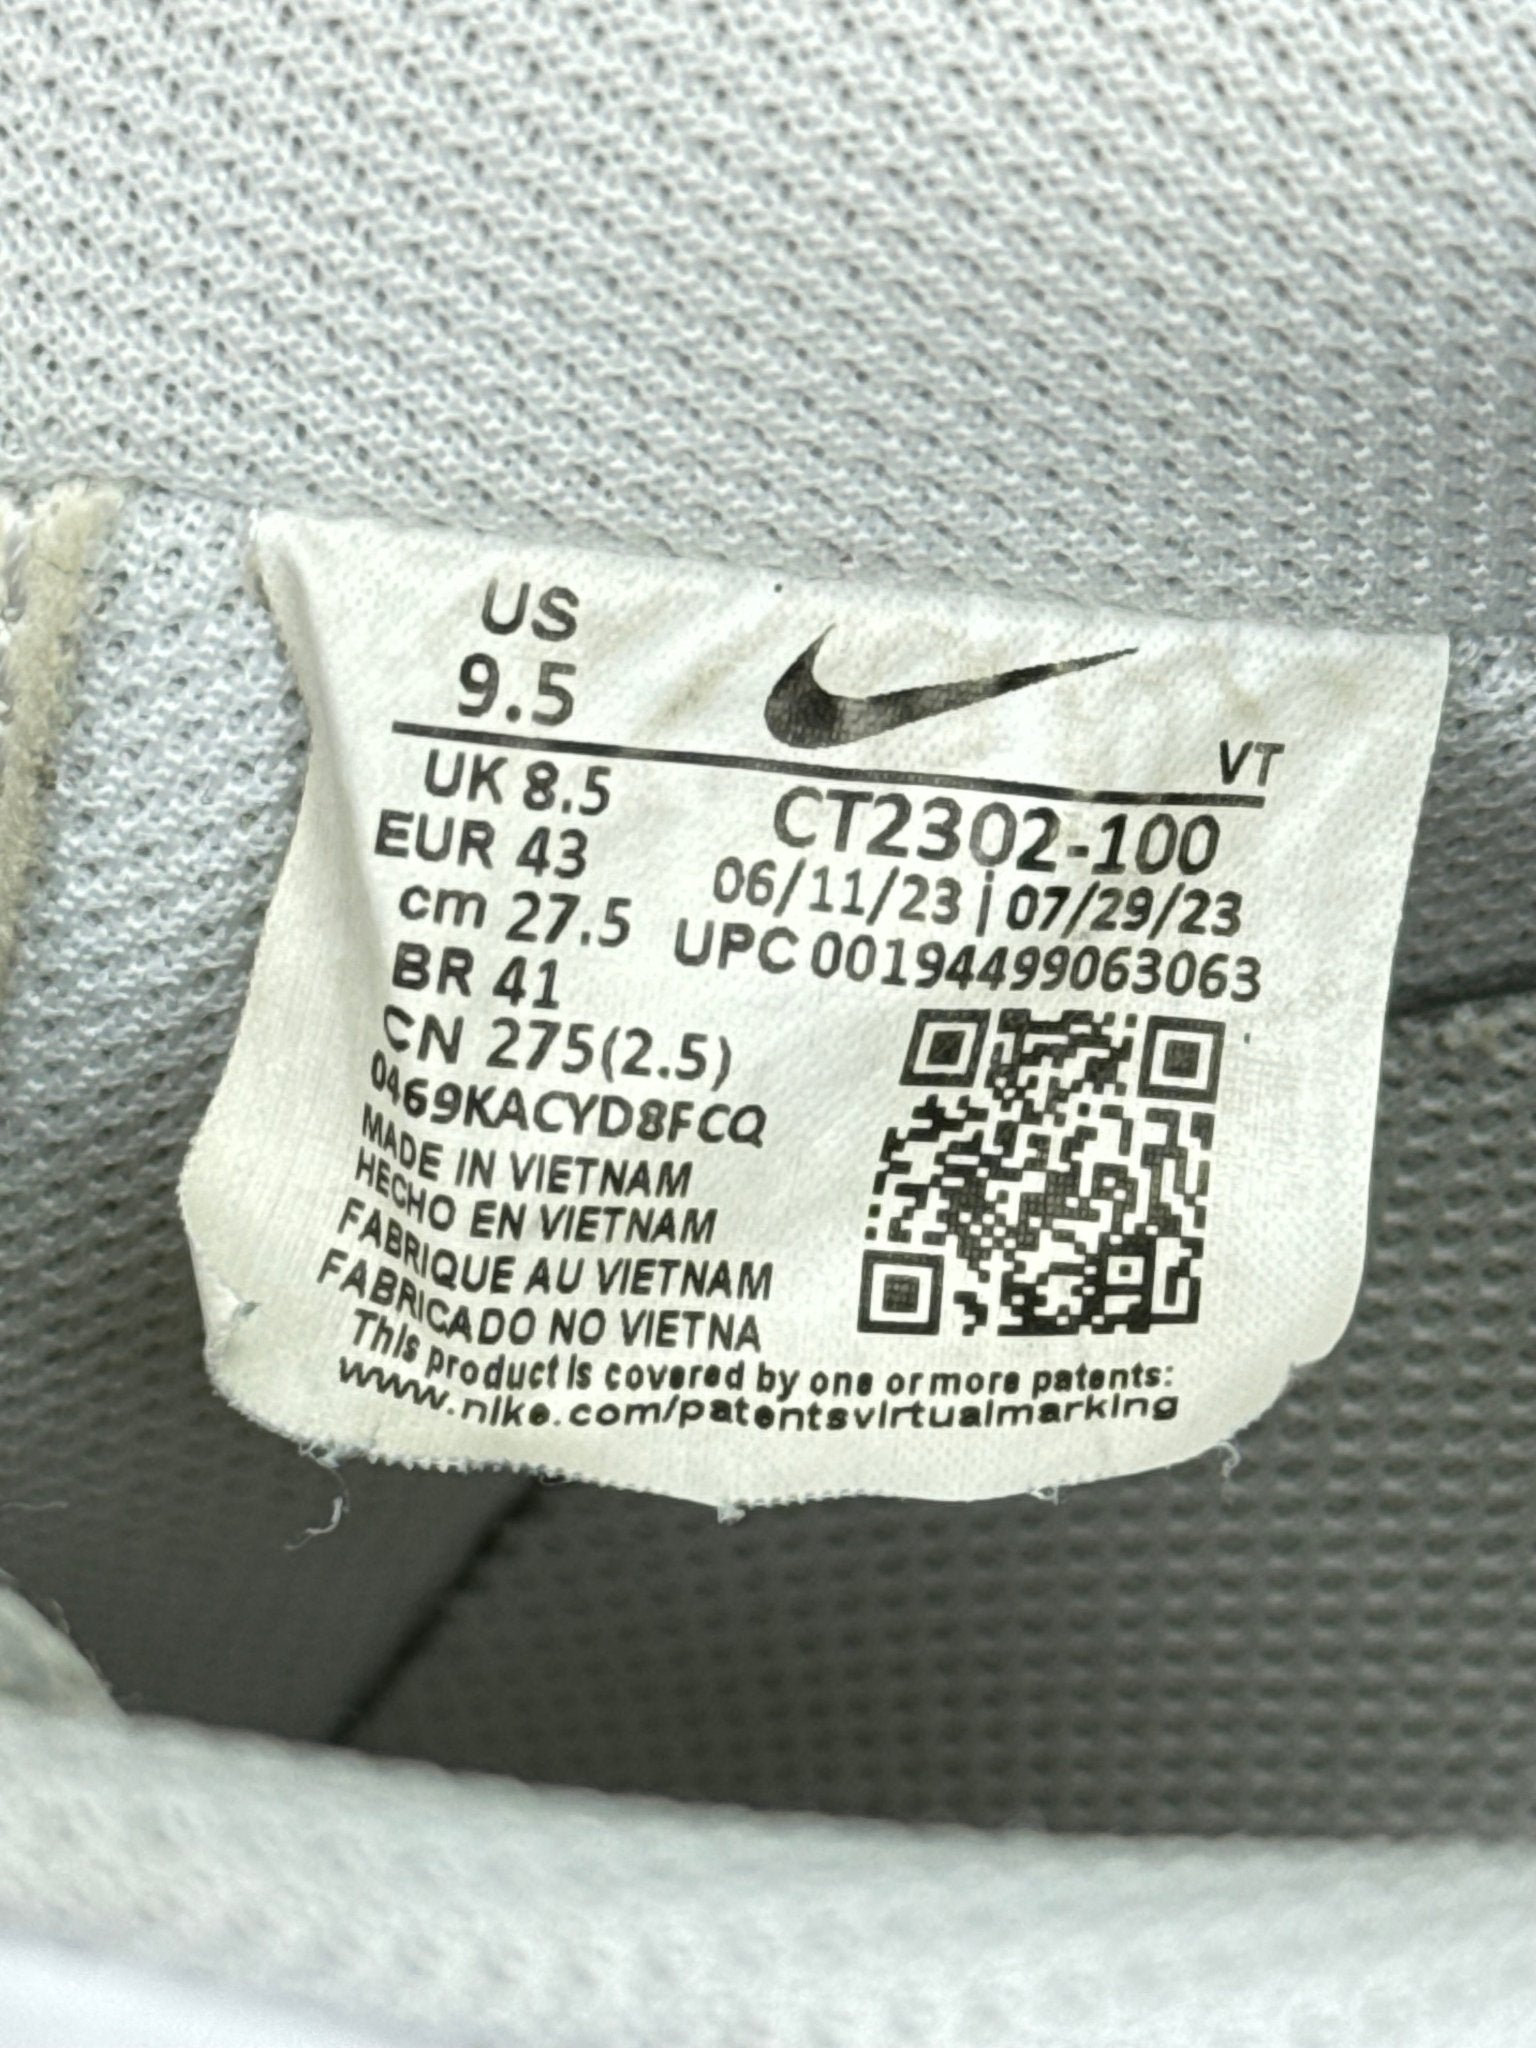 US
9.5
VT
UK 8.5
EUR 43
cm 27.5
BR 41
CN 275(2.5)
CT2302-100
06/11/23 | 07/29/23
UPC 00194499063063
0469KACYD8FCQ
MADE IN VIETNAM
HECHO EN VIETNAM
FABRIQUE AU VIETNAM
FABRICADO NO VIETNA
This product is covered by one or more patents:
www.nike.com/patentsvirtualmarking